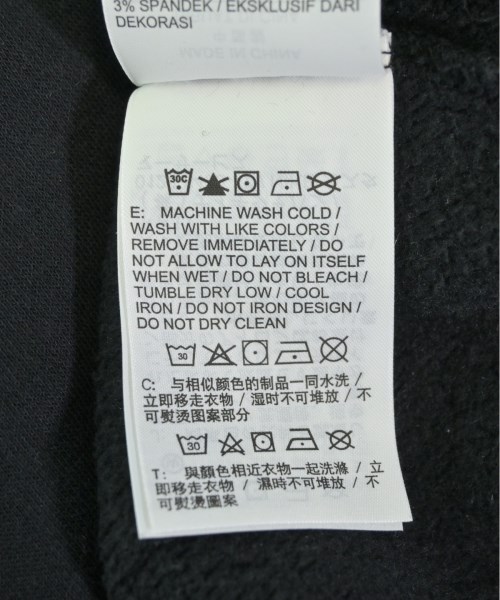 3% SPANDEK / EKSKLUSIF DARI
DEKORASI
30C
E: MACHINE WASH COLD /
WASH WITH LIKE COLORS /
REMOVE IMMEDIATELY / DO
NOT ALLOW TO LAY ON ITSELF
WHEN WET / DO NOT BLEACH /
TUMBLE DRY LOW / COOL
IRON / DO NOT IRON DESIGN /
DO NOT DRY CLEAN
30
C: 与相似颜色的制品一同水洗 /
立即移走衣物 / 湿时不可堆放 / 不
可熨烫图案部分
30
T: 與顏色相近衣物一起洗滌 / 立
即移走衣物 / 濕時不可堆放 / 不
可熨燙圖案